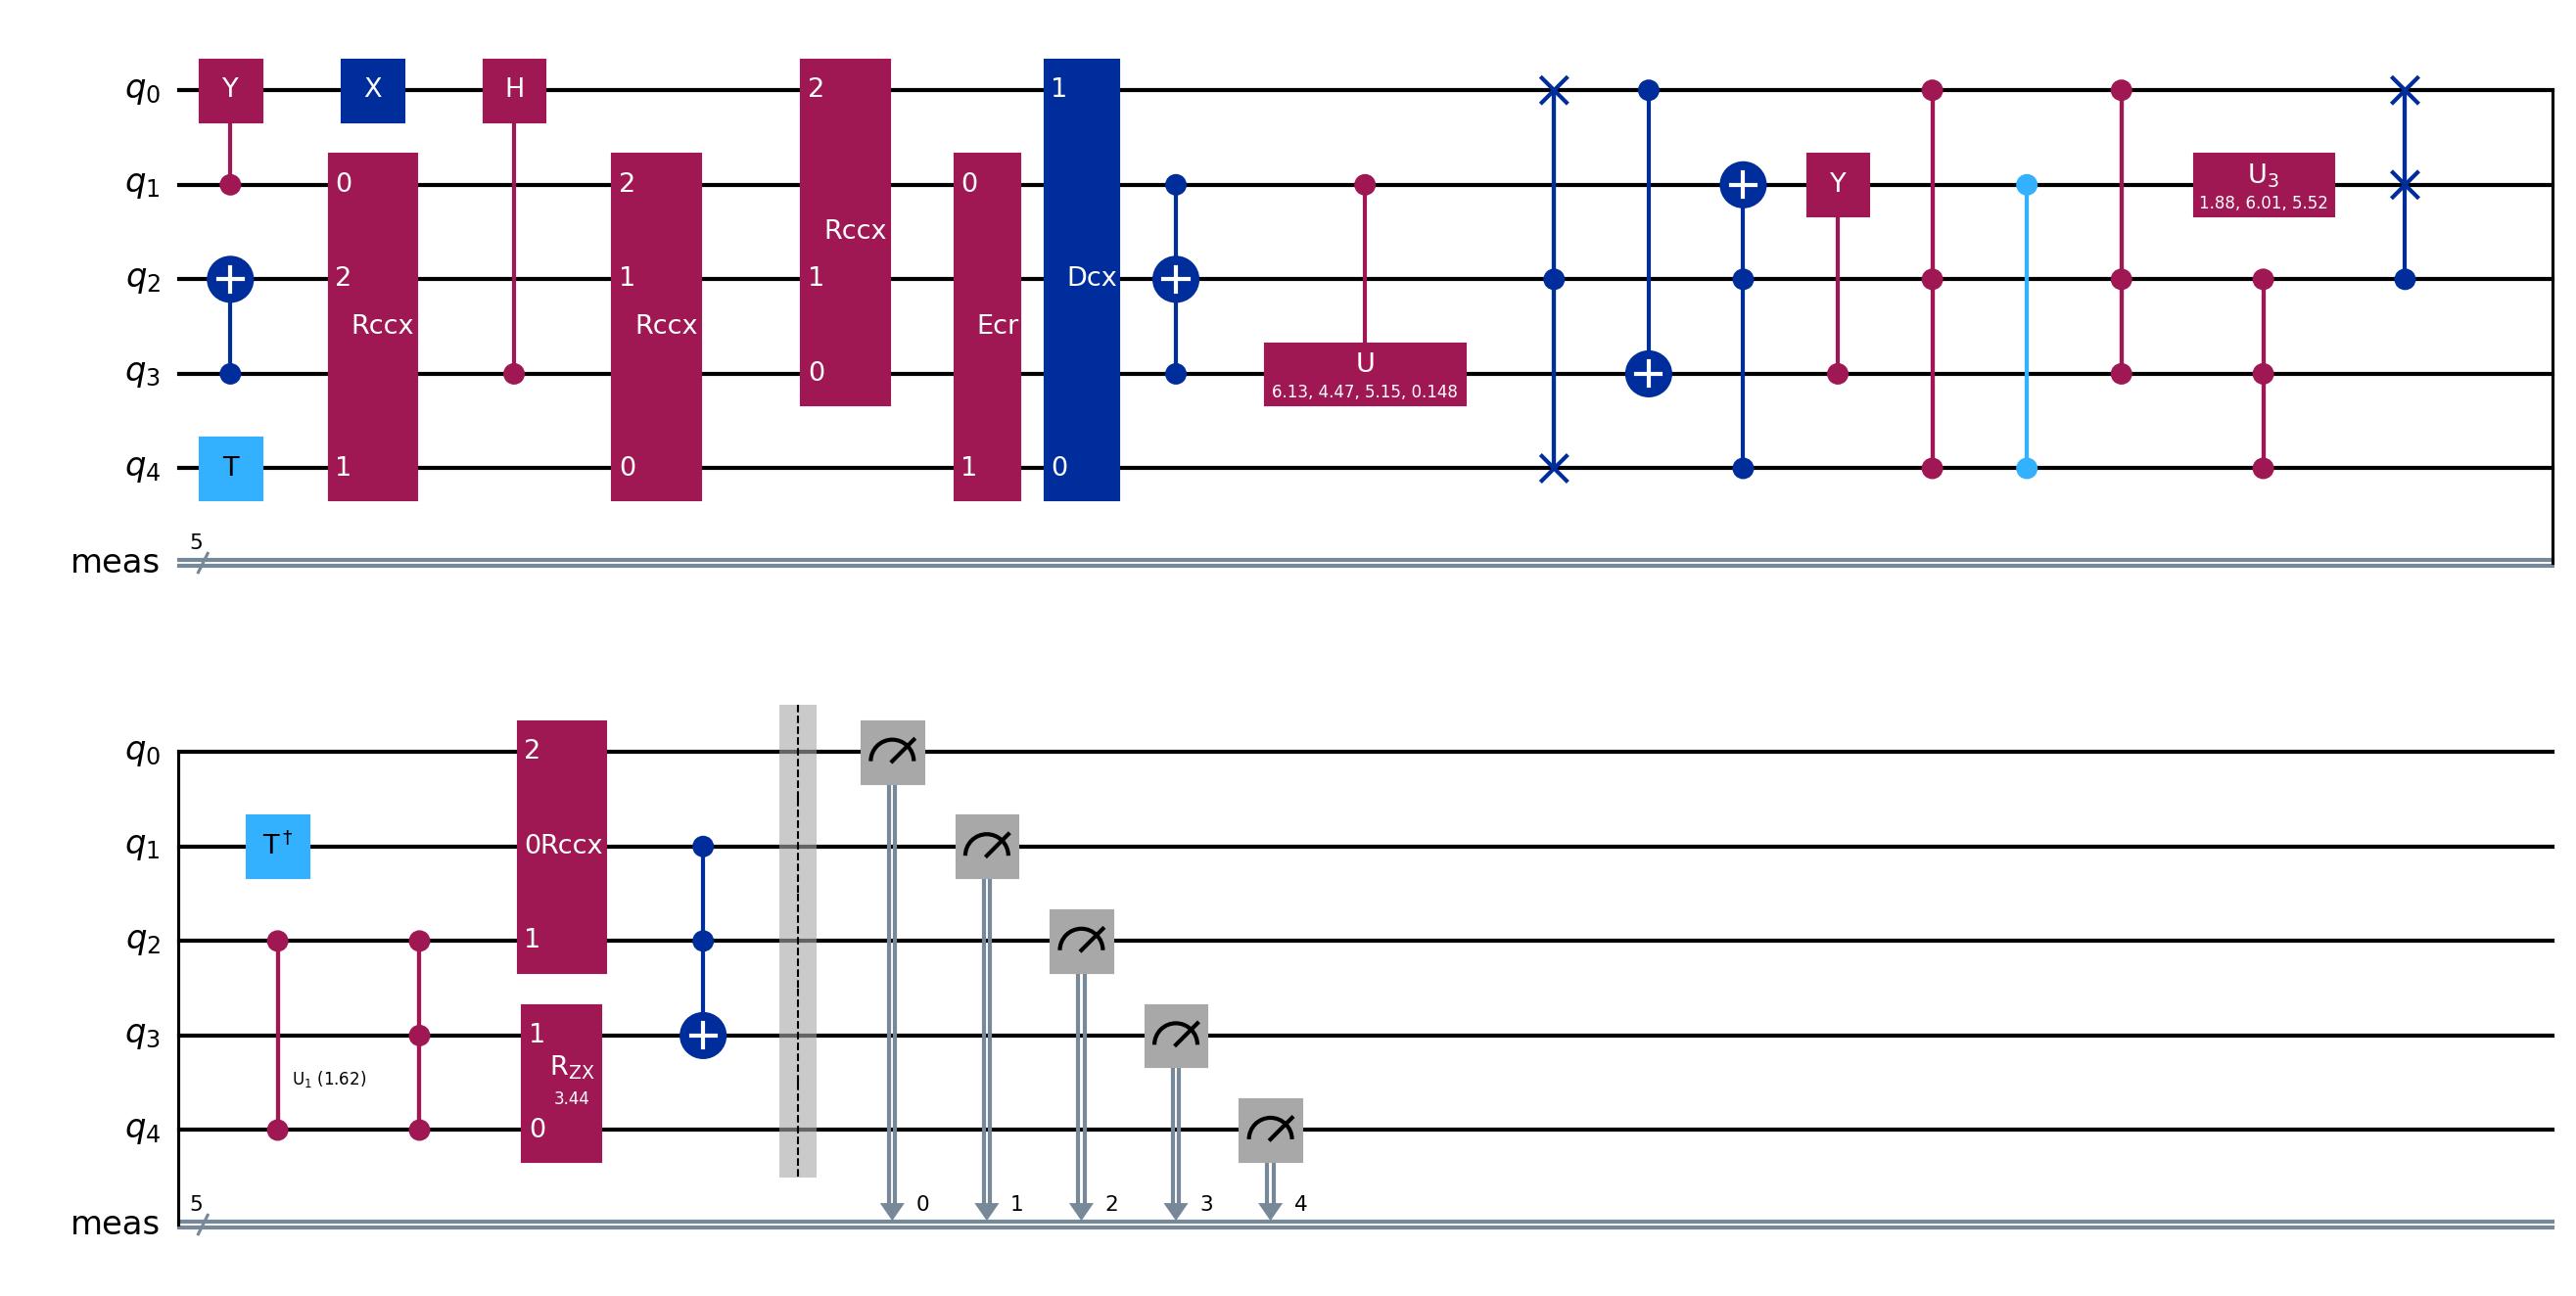 q0 Y X H 2 1
q1 0 2 0 Y U3
1.88, 6.01, 5.52
Rccx
q2 2 1 1 Dcx
Rccx Rccx Ecr
q3 0 U
6.13, 4.47, 5.15, 0.148
q4 T 1 0 1 0
5
meas
q0 2
q1 T† 0Rccx
q2 1
q3 1
RZX
U1 (1.62)
3.44
q4 0
5 0 1 2 3 4
meas